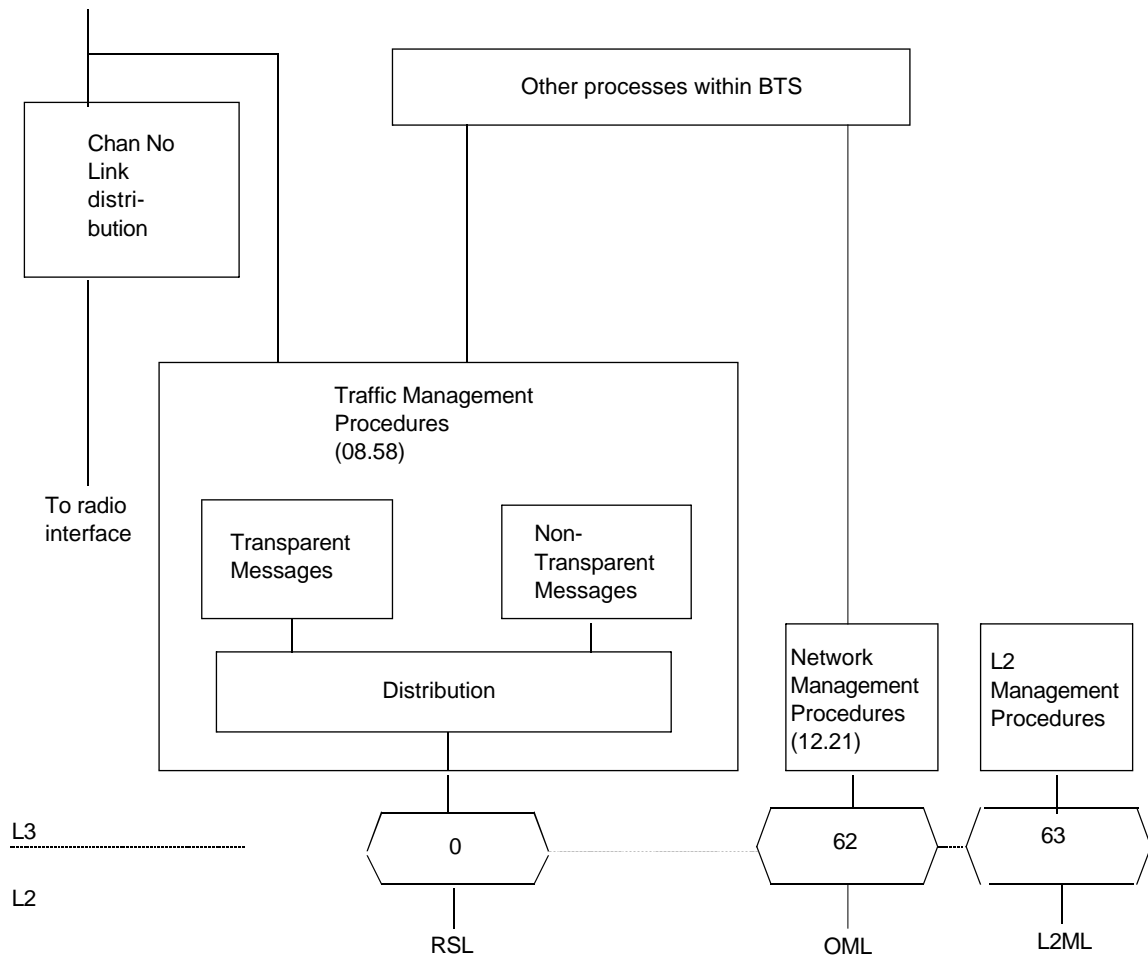 Other processes within BTS
Chan No
Link
distri-
bution
Traffic Management
Procedures
(08.58)
To radio
interface
Transparent
Messages
Non-
Transparent
Messages
Distribution
Network
Management
Procedures
(12.21)
L2
Management
Procedures
L3
0
62
63
L2
RSL
OML
L2ML